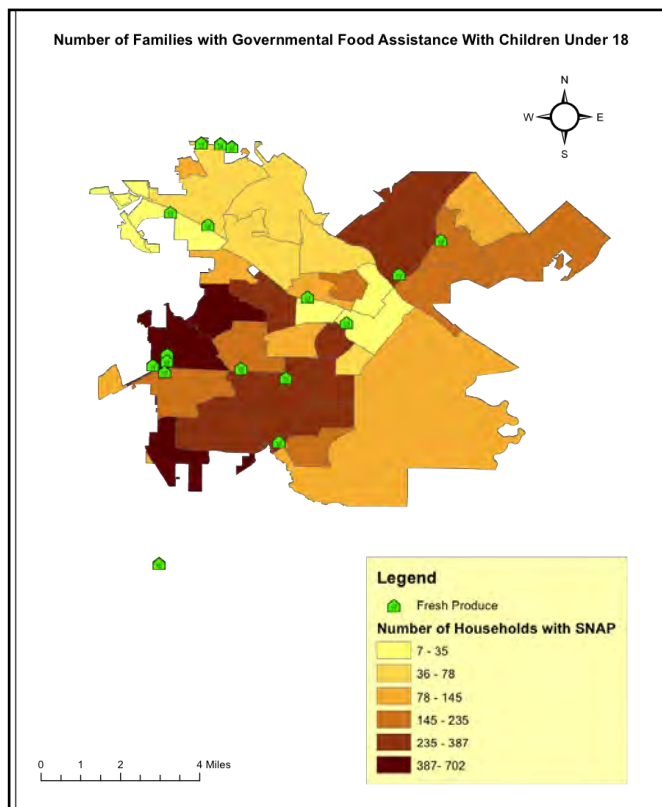 Number of Families with Governmental Food Assistance With Children Under 18
N
W E
S
Legend
Fresh Produce
Number of Households with SNAP
7 - 35
36 - 78
78 - 145
145 - 235
235 - 387
387- 702
0 1 2 4 Miles